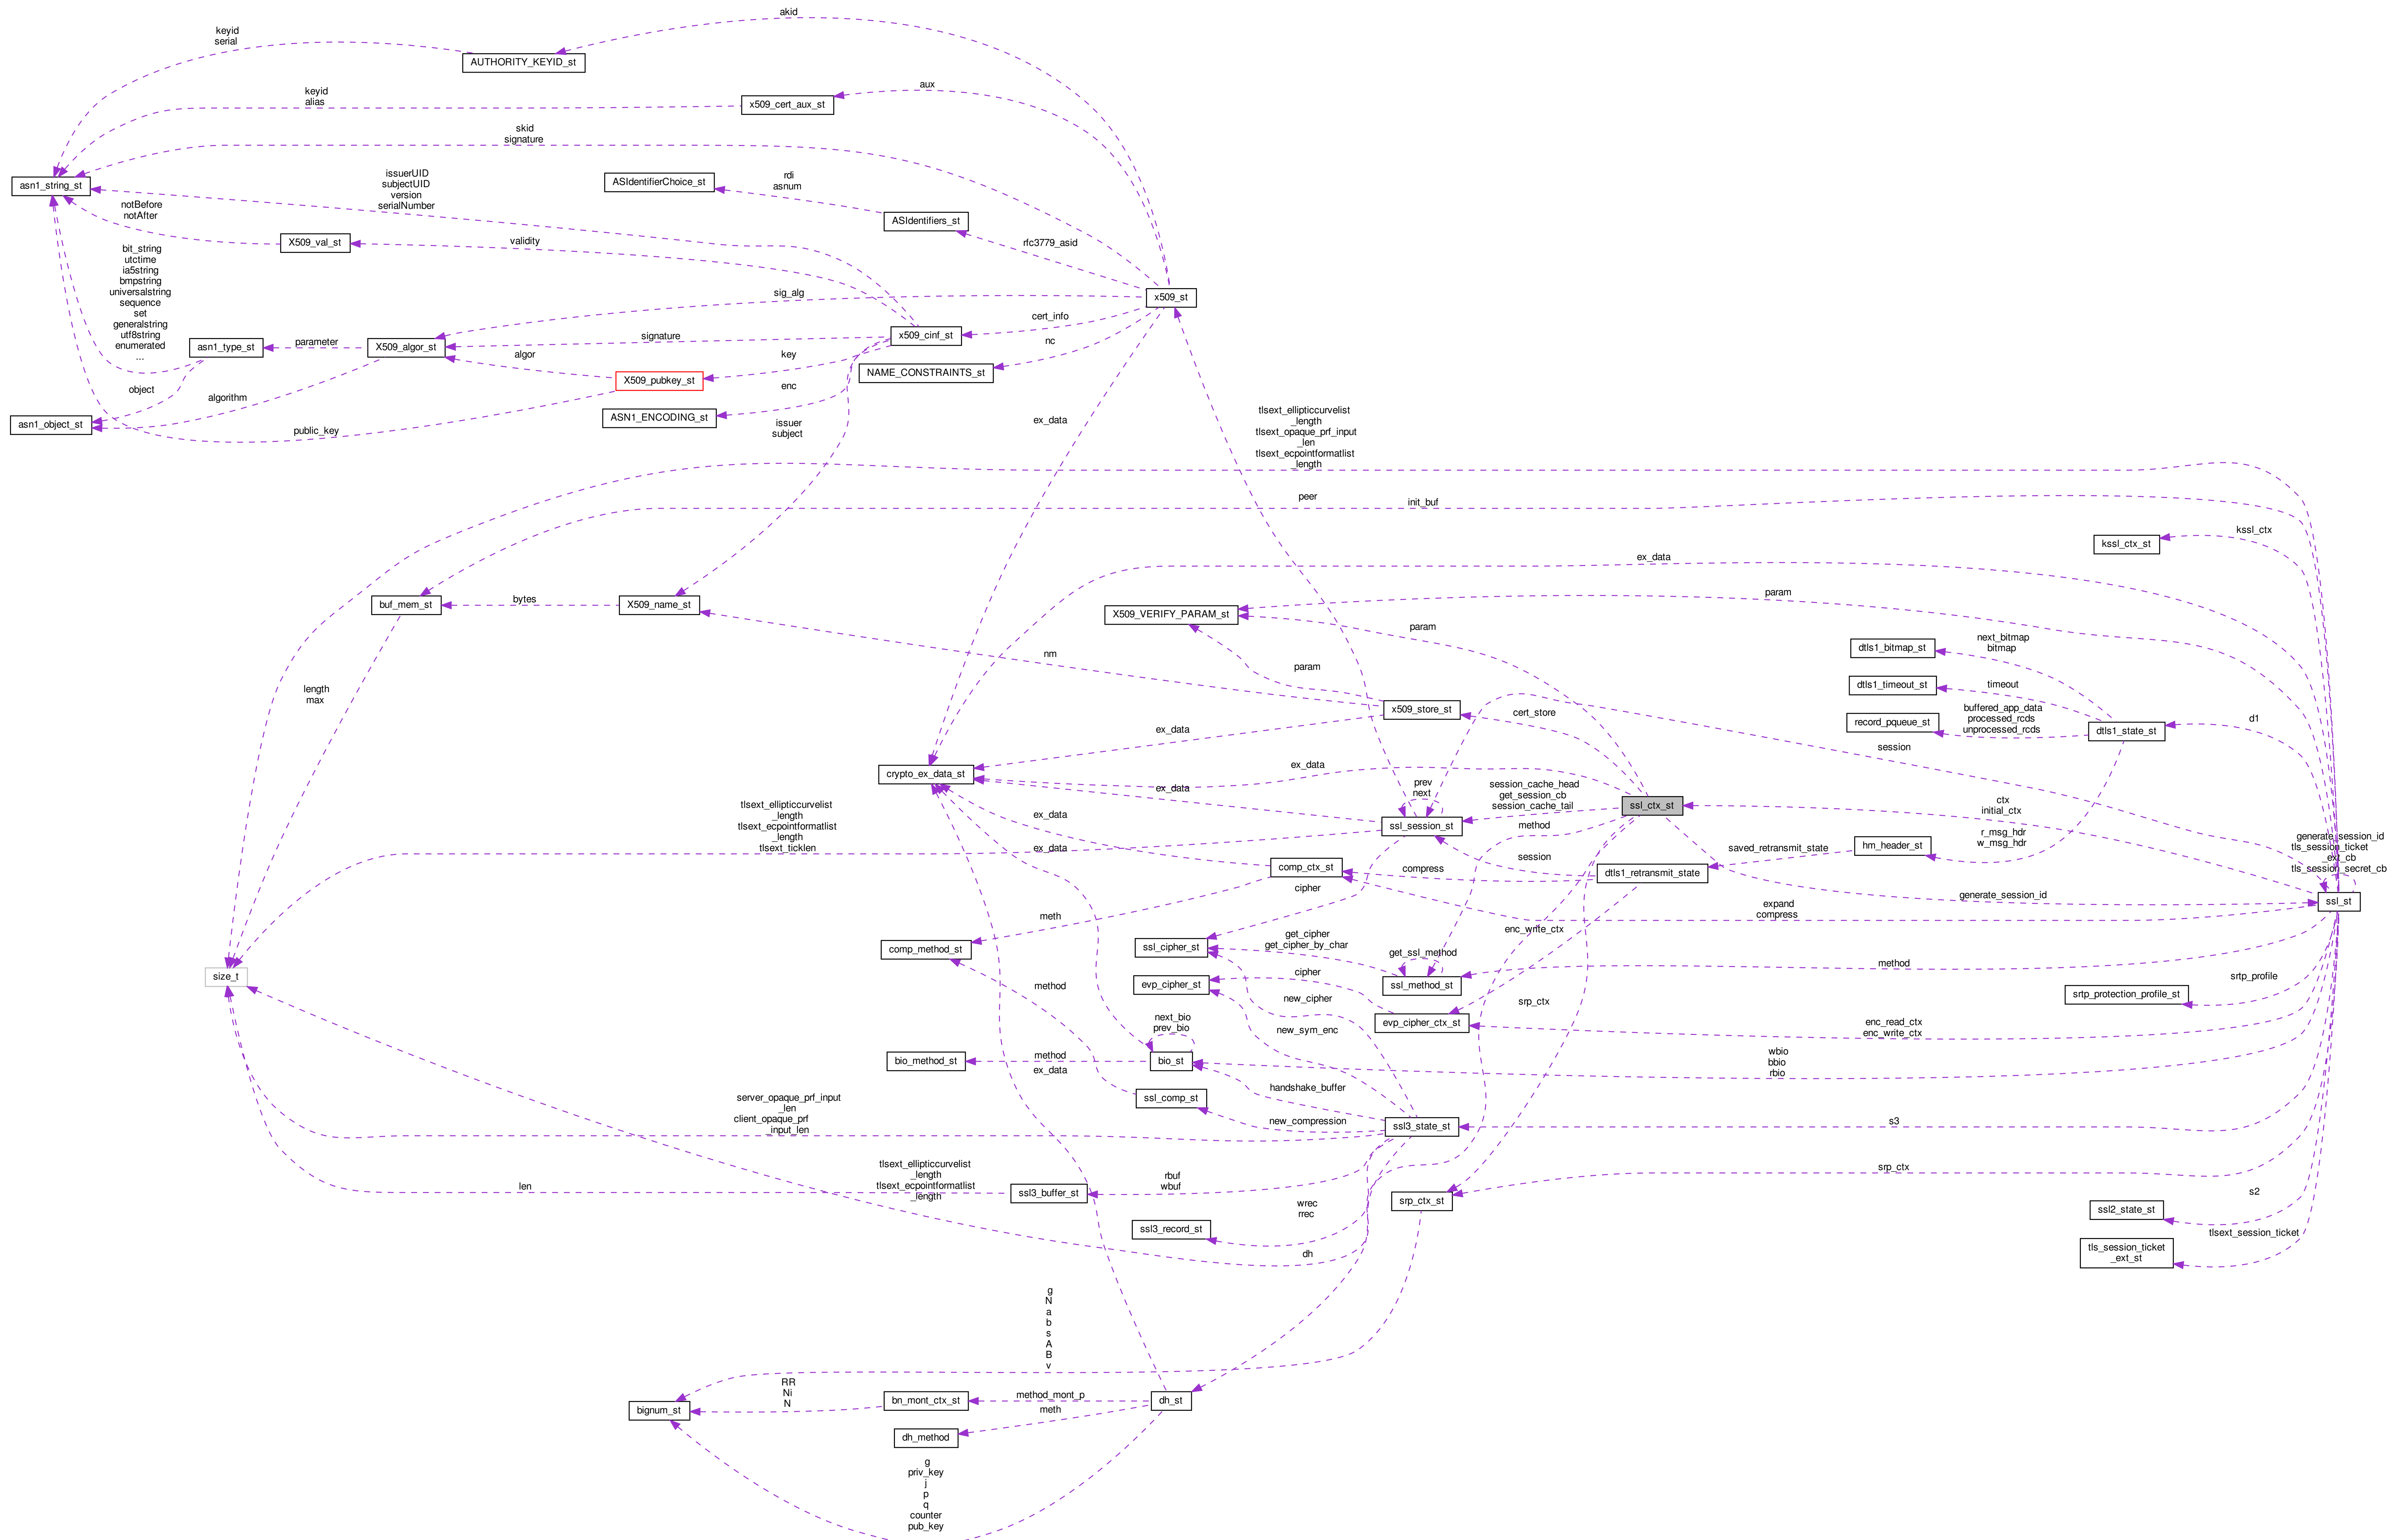 akid
keyid
serial
AUTHORITY_KEYID_st
aux
keyid
alias
x509_cert_aux_st
skid
signature
asn1_string_st
issuerUID
subjectUID
version
serialNumber
ASIdentifierChoice_st
rdi
asnum
ASIdentifiers_st
notBefore
notAfter
X509_val_st
validity
rfc3779_asid
bit_string
utctime
ia5string
bmpstring
universalstring
sequence
set
generalstring
utf8string
enumerated
...
sig_alg
x509_st
cert_info
asn1_type_st
parameter
X509_algor_st
signature
x509_cinf_st
nc
algor
key
X509_pubkey_st
NAME_CONSTRAINTS_st
object
algorithm
enc
asn1_object_st
public_key
ASN1_ENCODING_st
issuer
subject
ex_data
tlsext_ellipticcurvelist
_length
tlsext_opaque_prf_input
_len
tlsext_ecpointformatlist
_length
peer
init_buf
kssl_ctx
kssl_ctx_st
ex_data
buf_mem_st
bytes
X509_name_st
X509_VERIFY_PARAM_st
param
param
next_bitmap
bitmap
dtls1_bitmap_st
nm
param
dtls1_timeout_st
timeout
length
max
x509_store_st
cert_store
record_pqueue_st
buffered_app_data
processed_rcds
unprocessed_rcds
dtls1_state_st
d1
ex_data
session
crypto_ex_data_st
ex_data
ex_data
prev
next
session_cache_head
get_session_cb
session_cache_tail
ssl_ctx_st
ctx
initial_ctx
tlsext_ellipticcurvelist
_length
tlsext_ecpointformatlist
_length
tlsext_ticklen
ex_data
ssl_session_st
method
r_msg_hdr
w_msg_hdr
generate_session_id
tls_session_ticket
_ext_cb
tls_session_secret_cb
ex_data
saved_retransmit_state
hm_header_st
comp_ctx_st
compress
session
dtls1_retransmit_state
cipher
generate_session_id
ssl_st
meth
expand
compress
enc_write_ctx
comp_method_st
ssl_cipher_st
get_cipher
get_cipher_by_char
get_ssl_method
method
size_t
method
evp_cipher_st
cipher
ssl_method_st
srtp_profile
srtp_protection_profile_st
new_cipher
srp_ctx
evp_cipher_ctx_st
enc_read_ctx
enc_write_ctx
next_bio
prev_bio
new_sym_enc
bio_method_st
method
bio_st
wbio
bbio
rbio
ex_data
handshake_buffer
server_opaque_prf_input
_len
client_opaque_prf
_input_len
ssl_comp_st
new_compression
ssl3_state_st
s3
tlsext_ellipticcurvelist
_length
tlsext_ecpointformatlist
_length
len
ssl3_buffer_st
rbuf
wbuf
srp_ctx
srp_ctx_st
s2
ssl2_state_st
wrec
rrec
ssl3_record_st
tlsext_session_ticket
tls_session_ticket
_ext_st
dh
g
N
a
b
s
A
B
v
RR
Ni
N
bignum_st
bn_mont_ctx_st
method_mont_p
dh_st
meth
dh_method
g
priv_key
j
p
q
counter
pub_key